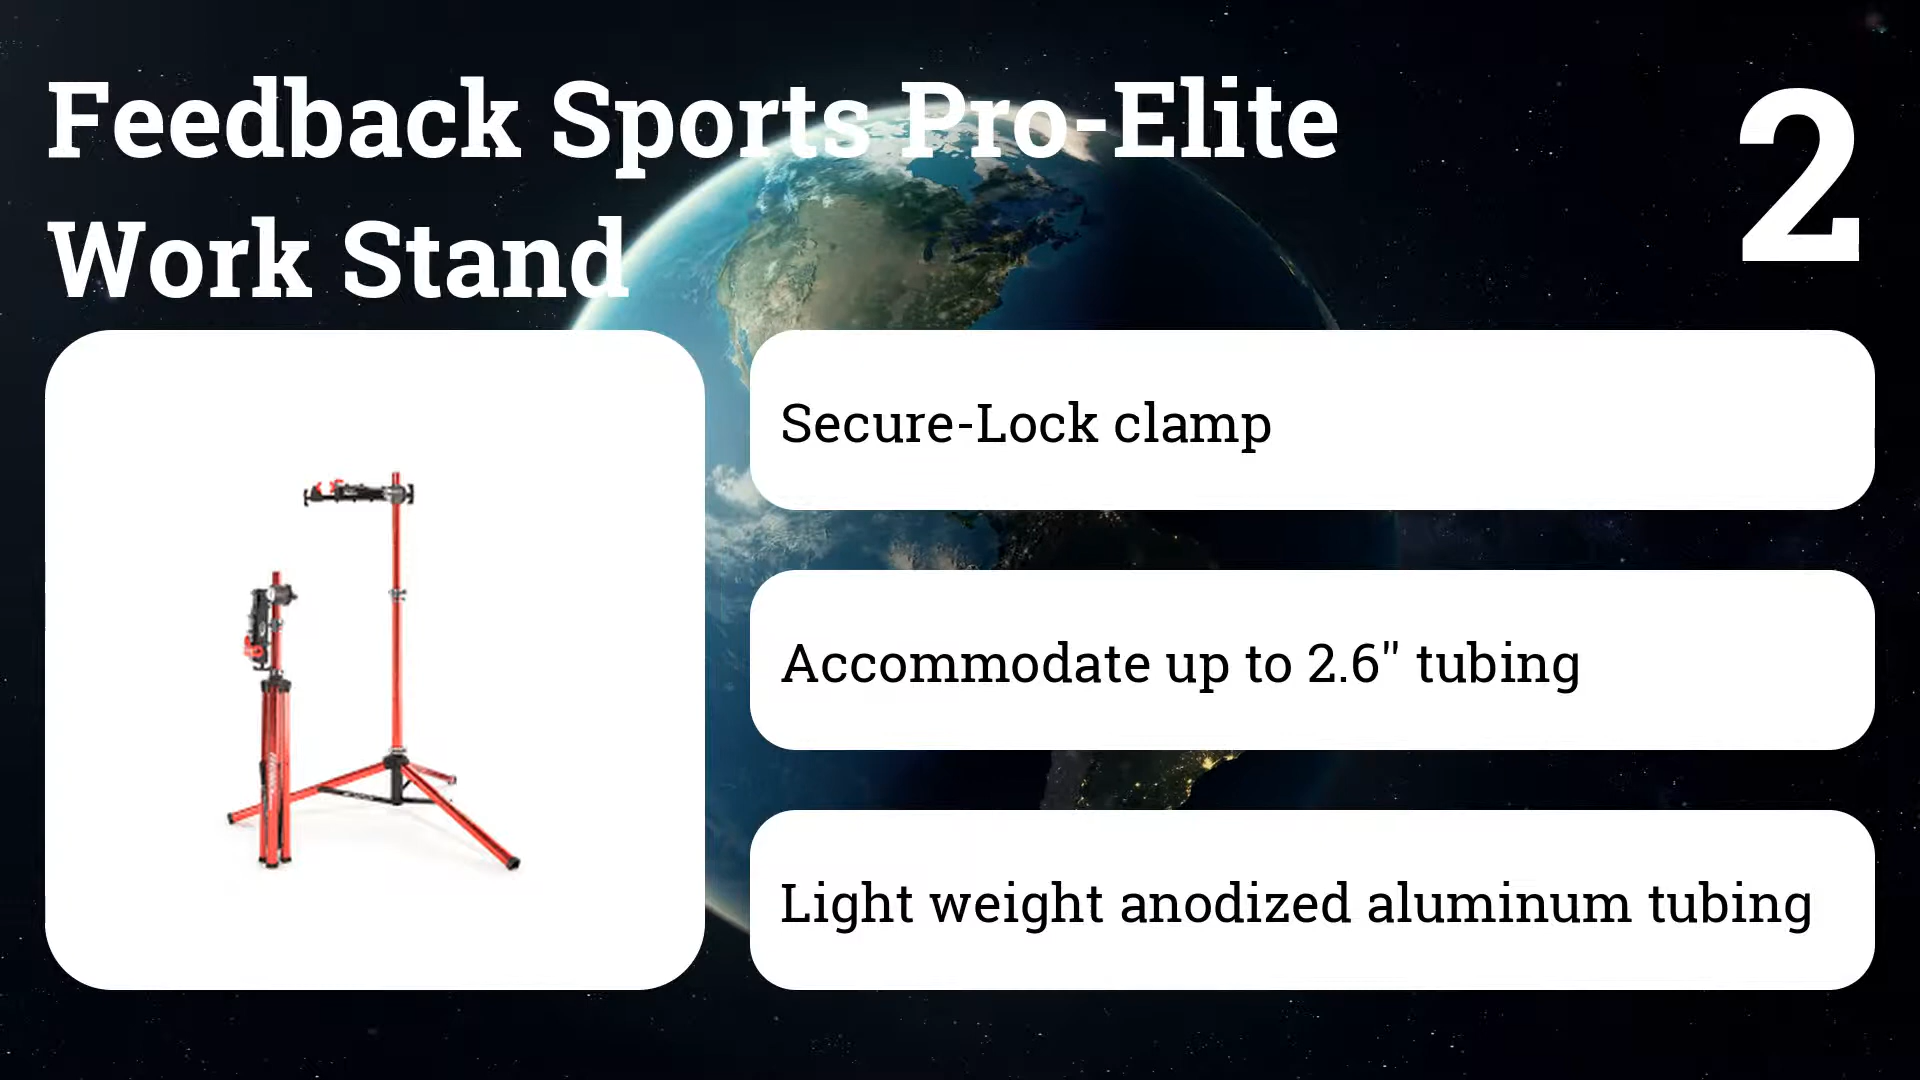 Feedback Sports Pro-Elite
Work Stand
2
Secure-Lock clamp
Accommodate up to 2.6" tubing
Light weight anodized aluminum tubing